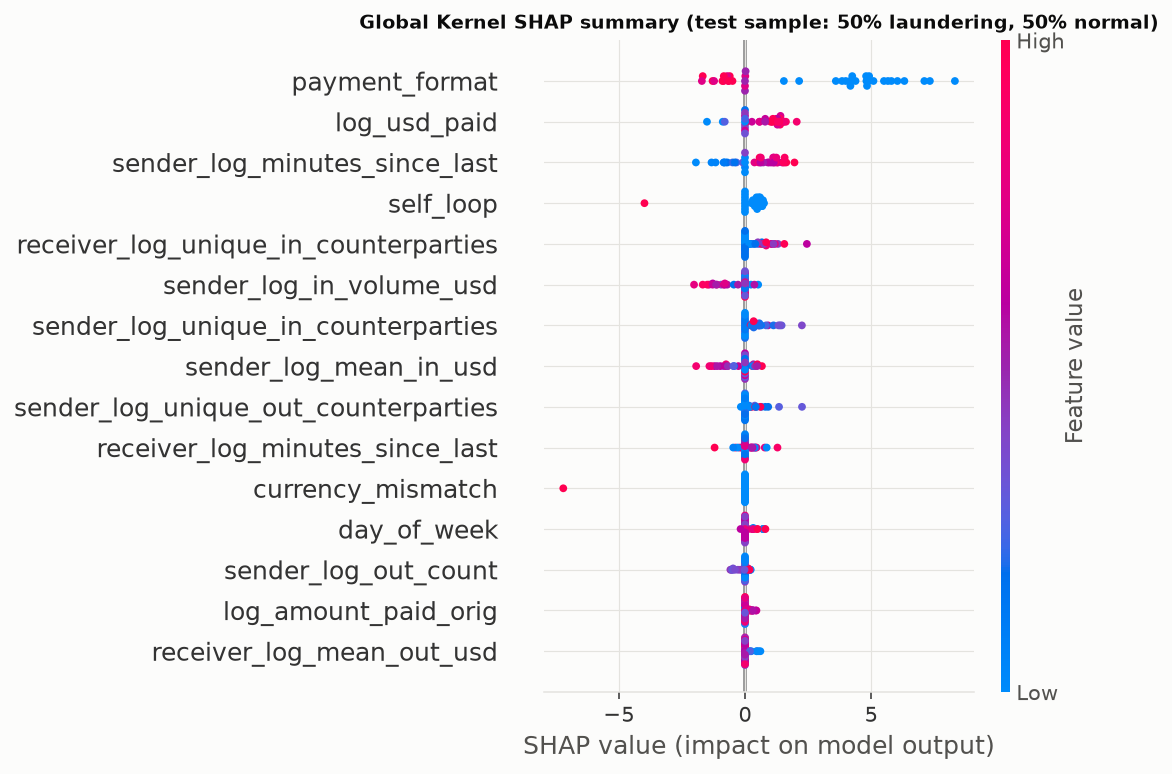 Global Kernel SHAP summary (test sample: 50% laundering, 50% normal)
High
payment_format
log_usd_paid
sender_log_minutes_since_last
self_loop
receiver_log_unique_in_counterparties
sender_log_in_volume_usd
sender_log_unique_in_counterparties
sender_log_mean_in_usd
sender_log_unique_out_counterparties
receiver_log_minutes_since_last
currency_mismatch
day_of_week
sender_log_out_count
log_amount_paid_orig
receiver_log_mean_out_usd
Feature value
Low
−5 0 5
SHAP value (impact on model output)